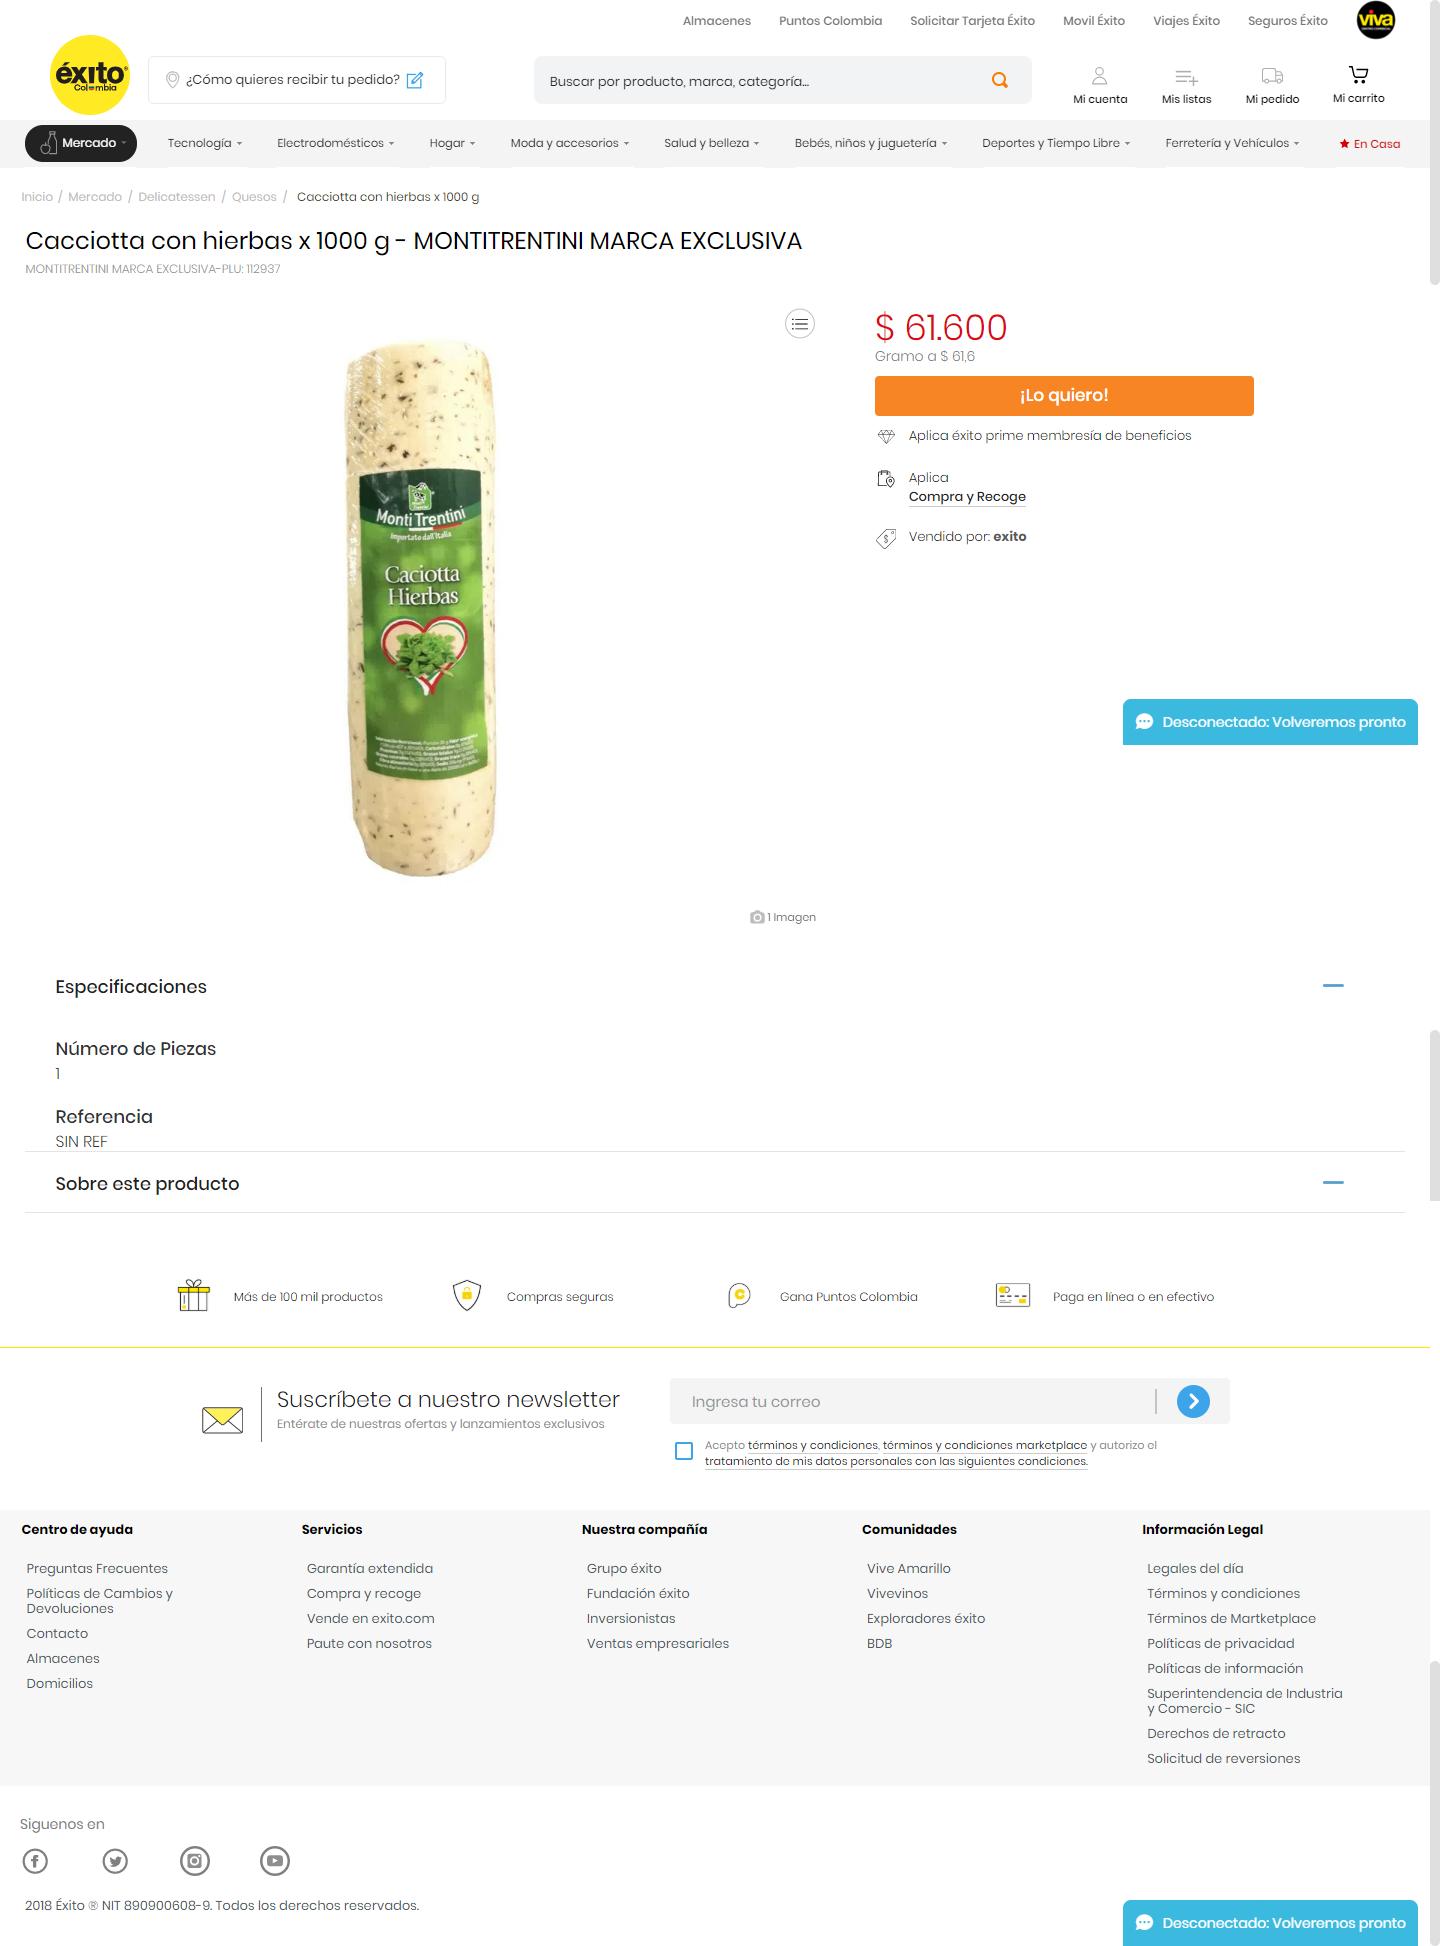 Almacenes Puntos Colombia Solicitar Tarjeta Éxito Movil Éxito Viajes Éxito Seguros Éxito viva
éxito
Colombia
¿Cómo quieres recibir tu pedido?
Buscar por producto, marca, categoría...
Mi cuenta Mis listas Mi pedido Mi carrito
Mercado Tecnología Electrodomésticos Hogar Moda y accesorios Salud y belleza Bebés, niños y juguetería Deportes y Tiempo Libre Ferretería y Vehículos En Casa
Inicio / Mercado / Delicatessen / Quesos / Cacciotta con hierbas x 1000 g
Cacciotta con hierbas x 1000 g - MONTITRENTINI MARCA EXCLUSIVA
MONTITRENTINI MARCA EXCLUSIVA-PLU: 112937
Monti Trentini
Importato dall'Italia
Caciotta
Hierbas
$ 61.600
Gramo a $ 61,6
¡Lo quiero!
Aplica éxito prime membresía de beneficios
Aplica
Compra y Recoge
Vendido por: exito
Desconectado: Volveremos pronto
1 Imagen
Especificaciones
Número de Piezas
1
Referencia
SIN REF
Sobre este producto
Más de 100 mil productos Compras seguras Gana Puntos Colombia Paga en línea o en efectivo
Suscríbete a nuestro newsletter
Entérate de nuestras ofertas y lanzamientos exclusivos
Ingresa tu correo
Acepto términos y condiciones, términos y condiciones marketplace y autorizo el
tratamiento de mis datos personales con las siguientes condiciones.
Centro de ayuda
Preguntas Frecuentes
Políticas de Cambios y
Devoluciones
Contacto
Almacenes
Domicilios
Servicios
Garantía extendida
Compra y recoge
Vende en exito.com
Paute con nosotros
Nuestra compañía
Grupo éxito
Fundación éxito
Inversionistas
Ventas empresariales
Comunidades
Vive Amarillo
Vivevinos
Exploradores éxito
BDB
Información Legal
Legales del día
Términos y condiciones
Términos de Martketplace
Políticas de privacidad
Políticas de información
Superintendencia de Industria
y Comercio - SIC
Derechos de retracto
Solicitud de reversiones
Siguenos en
2018 Éxito ® NIT 890900608-9. Todos los derechos reservados.
Desconectado: Volveremos pronto